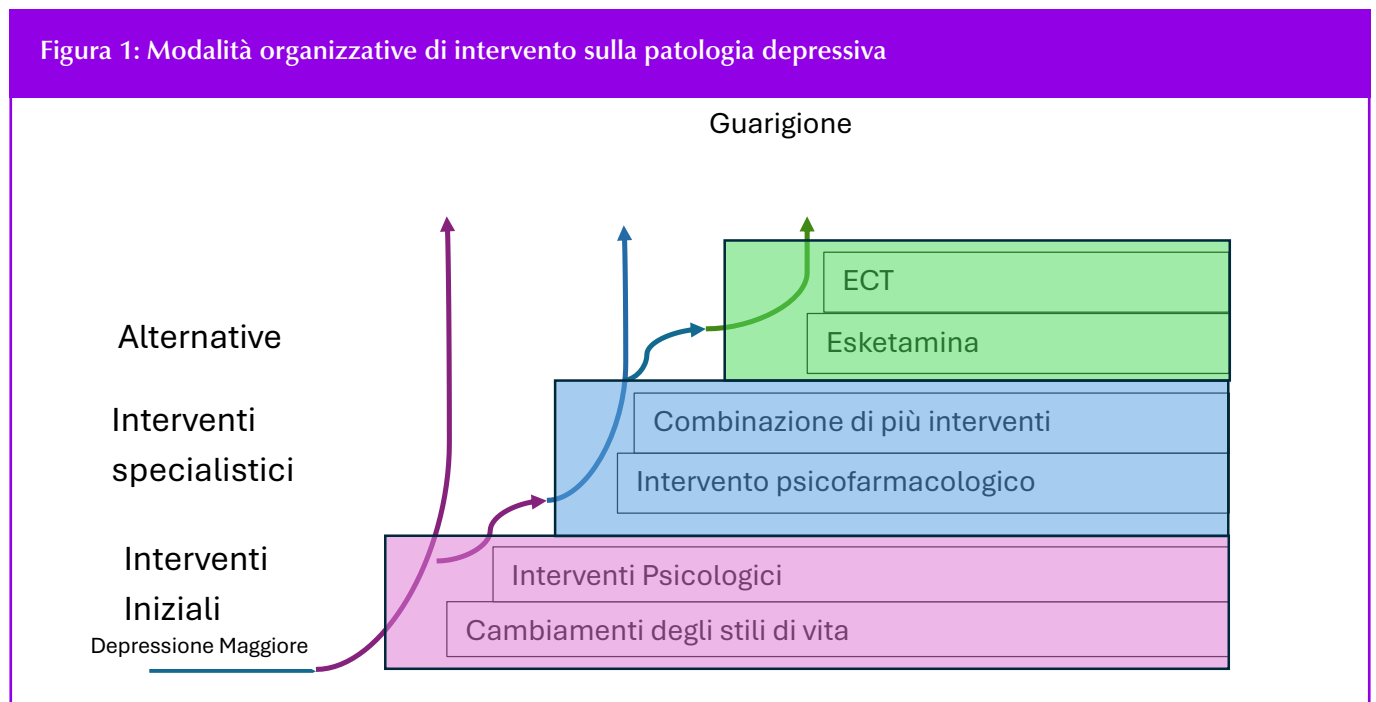 Figura 1: Modalità organizzative di intervento sulla patologia depressiva
Guarigione
ECT
Alternative
Esketamina
Interventi
specialistici
Combinazione di più interventi
Intervento psicofarmacologico
Interventi
Iniziali
Interventi Psicologici
Cambiamenti degli stili di vita
Depressione Maggiore